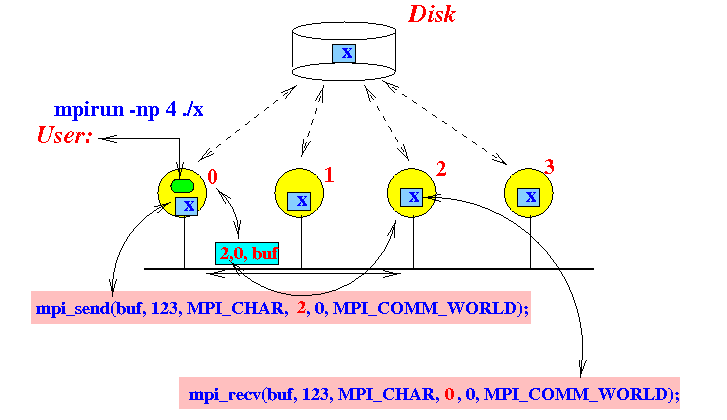 Disk
x
mpirun -np 4 ./x
User:
0
1
2
3
x
x
x
x
2,0, buf
mpi_send(buf, 123, MPI_CHAR, 2, 0, MPI_COMM_WORLD);
mpi_recv(buf, 123, MPI_CHAR, 0, 0, MPI_COMM_WORLD);